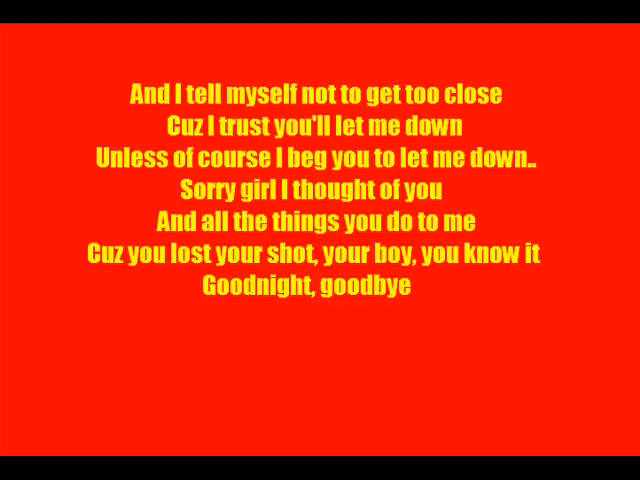 And I tell myself not to get too close
Cuz I trust you'll let me down
Unless of course I beg you to let me down..
Sorry girl I thought of you
And all the things you do to me
Cuz you lost your shot, your boy, you know it
Goodnight, goodbye